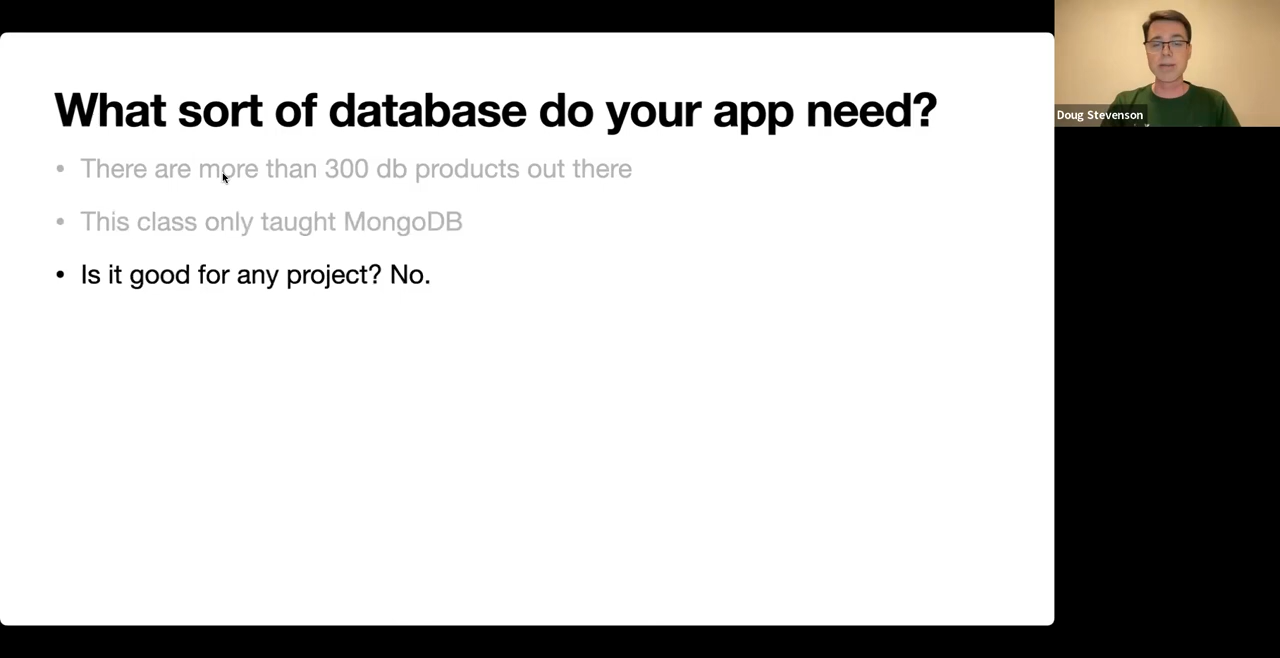 What sort of database do your app need?
• There are more than 300 db products out there
• This class only taught MongoDB
• Is it good for any project? No.
Doug Stevenson